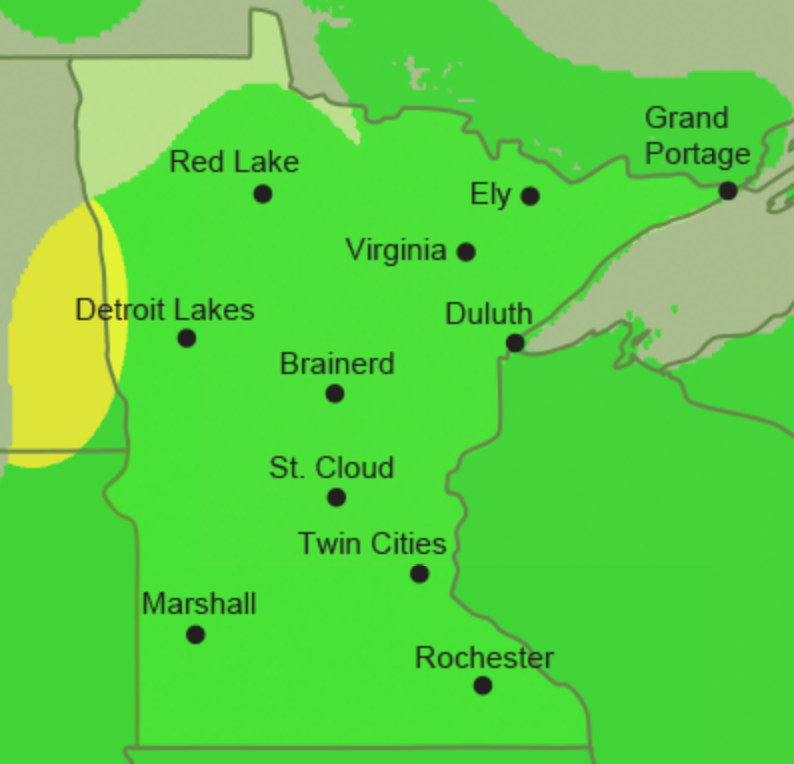 Grand
Portage
Red Lake
Ely
Virginia
Detroit Lakes
Duluth
Brainerd
St. Cloud
Twin Cities
Marshall
Rochester